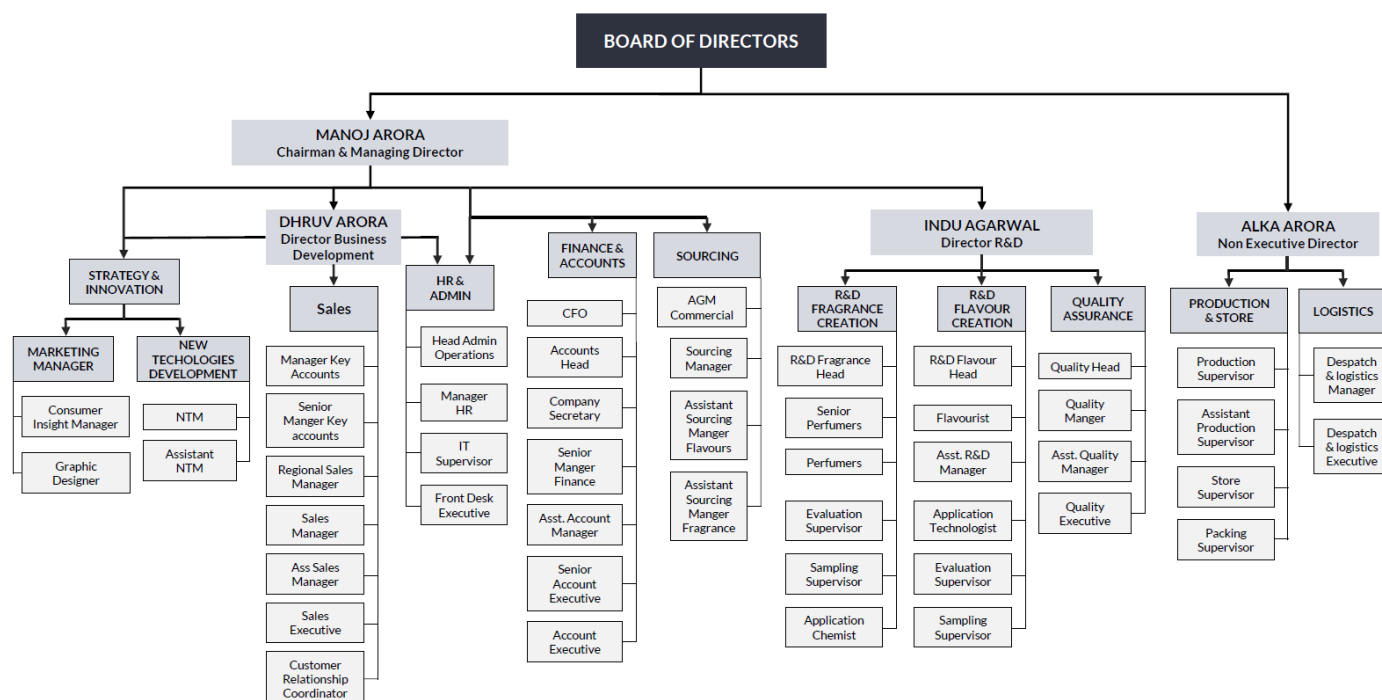 BOARD OF DIRECTORS
MANOJ ARORA
Chairman & Managing Director
DHRUV ARORA
Director Business
Development
INDU AGARWAL
Director R&D
ALKA ARORA
Non Executive Director
STRATEGY &
INNOVATION
MARKETING
MANAGER
Consumer
Insight Manager
Graphic
Designer
NEW
TECHOLOGIES
DEVELOPMENT
NTM
Assistant
NTM
Sales
Manager Key
Accounts
Senior
Manger Key
accounts
Regional Sales
Manager
Sales
Manager
Ass Sales
Manager
Sales
Executive
Customer
Relationship
Coordinator
HR &
ADMIN
Head Admin
Operations
Manager
HR
IT
Supervisor
Front Desk
Executive
FINANCE &
ACCOUNTS
CFO
Accounts
Head
Company
Secretary
Senior
Manger
Finance
Asst. Account
Manager
Senior
Account
Executive
Account
Executive
SOURCING
AGM
Commercial
Sourcing
Manager
Assistant
Sourcing
Manger
Flavours
Assistant
Sourcing
Manger
Fragrance
R&D
FRAGRANCE
CREATION
R&D Fragrance
Head
Senior
Perfumers
Perfumers
Evaluation
Supervisor
Sampling
Supervisor
Application
Chemist
R&D
FLAVOUR
CREATION
R&D Flavour
Head
Flavourist
Asst. R&D
Manager
Application
Technologist
Evaluation
Supervisor
Sampling
Supervisor
QUALITY
ASSURANCE
Quality Head
Quality
Manger
Asst. Quality
Manager
Quality
Executive
PRODUCTION
& STORE
Production
Supervisor
Assistant
Production
Supervisor
Store
Supervisor
Packing
Supervisor
LOGISTICS
Despatch
& logistics
Manager
Despatch
& logistics
Executive